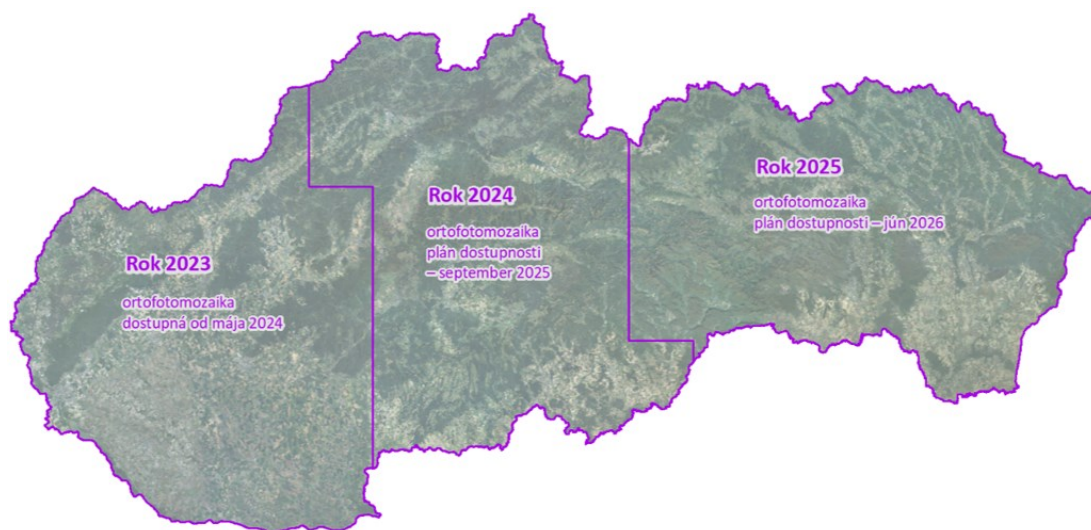 Rok 2023
ortofotomozaika
dostupná od mája 2024
Rok 2024
ortofotomozaika
plán dostupnosti
– september 2025
Rok 2025
ortofotomozaika
plán dostupnosti – jún 2026